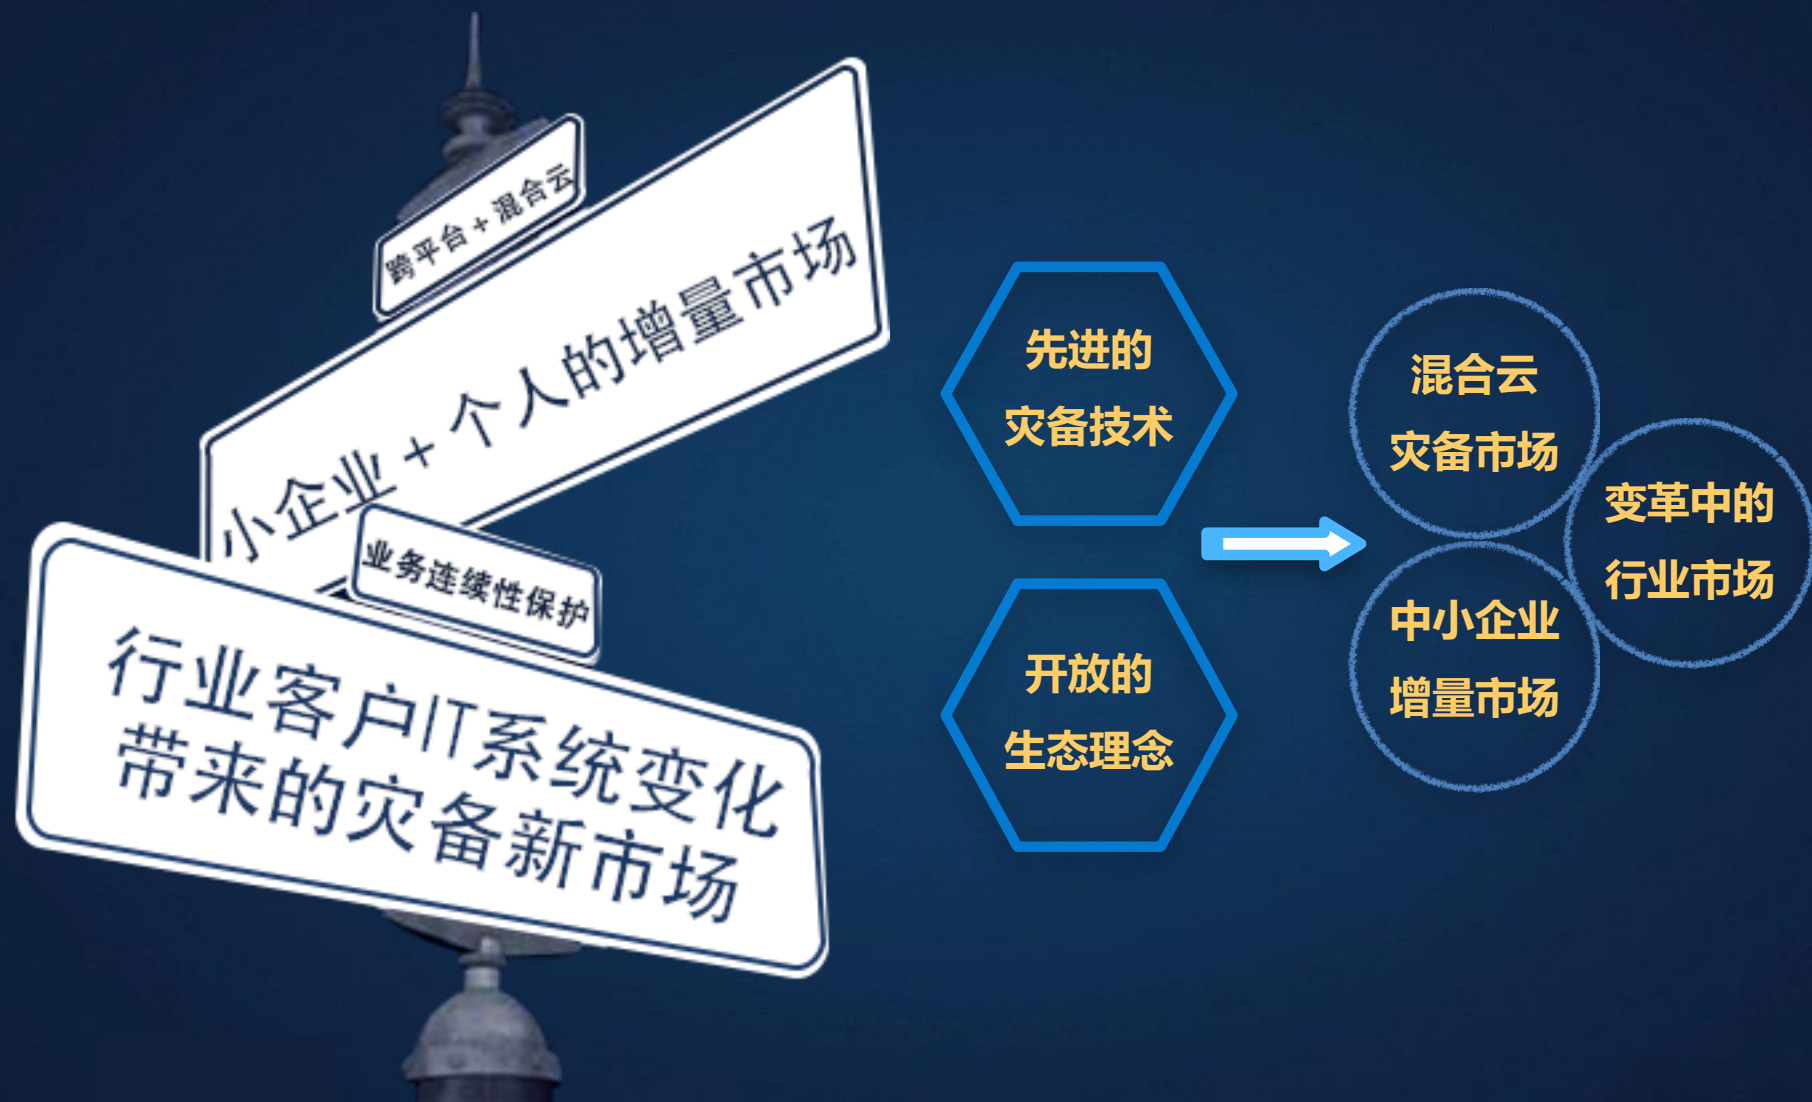 跨平台+混合云
小企业+个人的增量市场
业务连续性保护
行业客户IT系统变化
带来的灾备新市场
先进的
灾备技术
开放的
生态理念
混合云
灾备市场
变革中的
行业市场
中小企业
增量市场